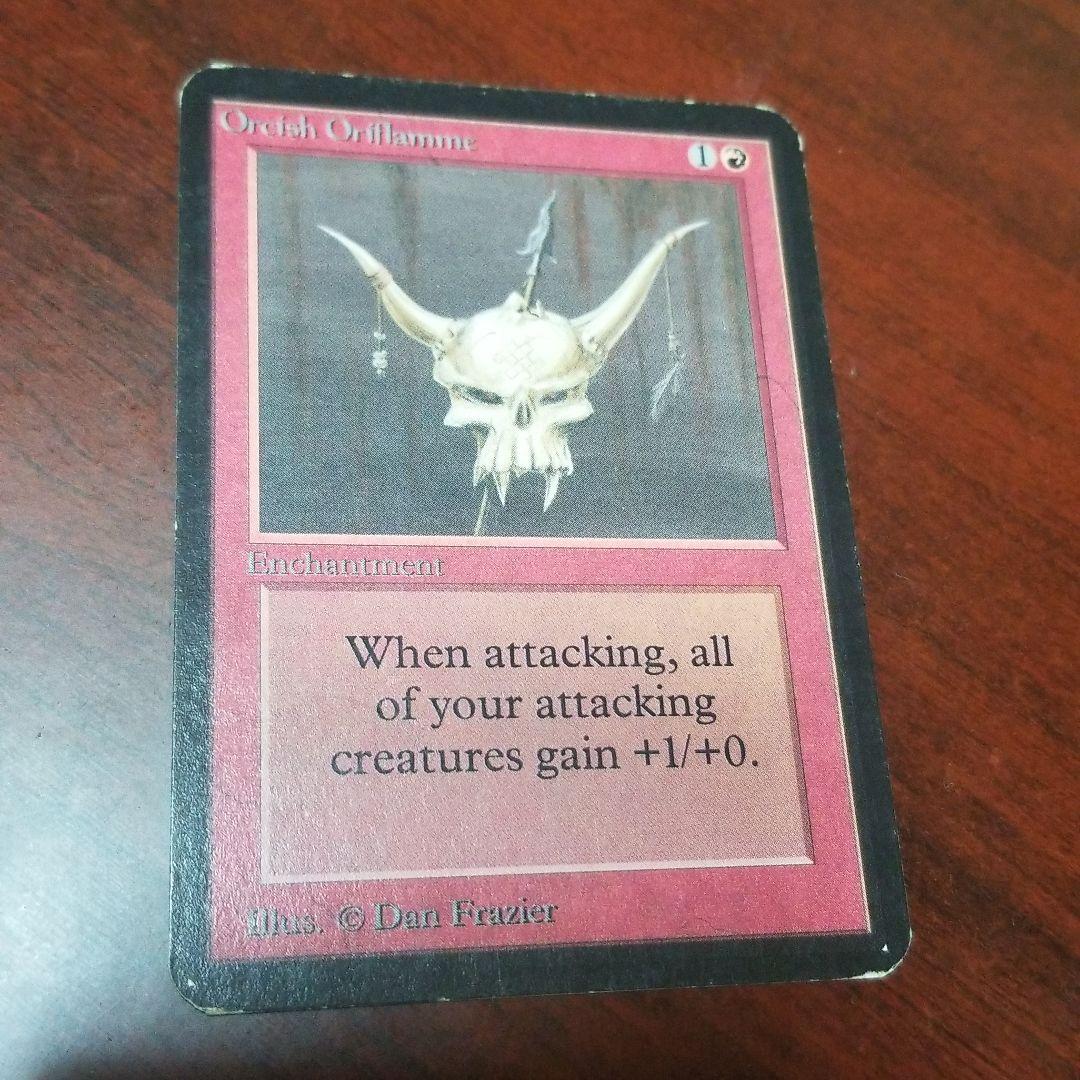 Orcish Oriflamme
1
Enchantment
When attacking, all
of your attacking
creatures gain +1/+0.
Illus. © Dan Frazier